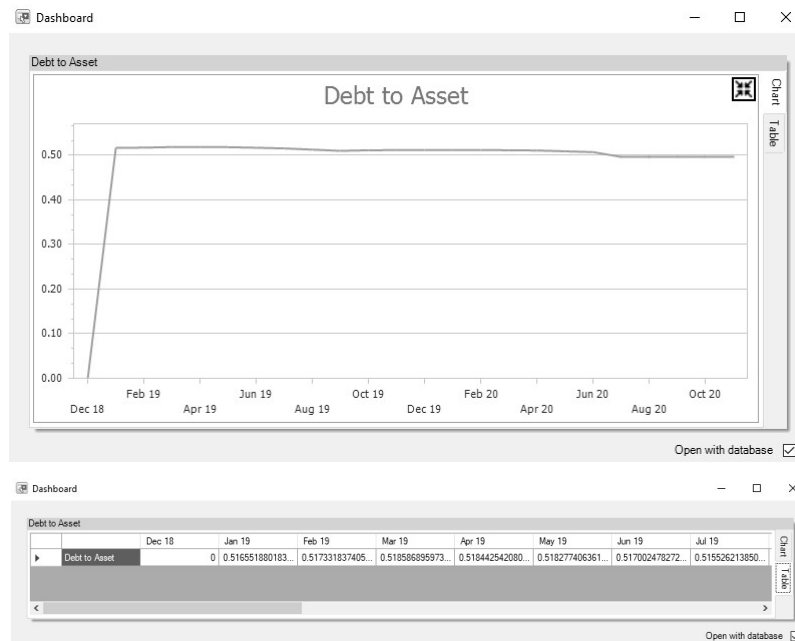 Dashboard
Debt to Asset
Debt to Asset
Chart
Table
0.50
0.40
0.30
0.20
0.10
0.00
Feb 19 Jun 19 Oct 19 Feb 20 Jun 20 Oct 20
Dec 18 Apr 19 Aug 19 Dec 19 Apr 20 Aug 20
Open with database
Dashboard
Debt to Asset
Dec 18 Jan 19 Feb 19 Mar 19 Apr 19 May 19 Jun 19 Jul 19
Debt to Asset 0 0.516551880183... 0.517331837405... 0.518586895973... 0.518442542080... 0.518277406361... 0.517002478272... 0.515526213850...
Chart
Table
Open with database